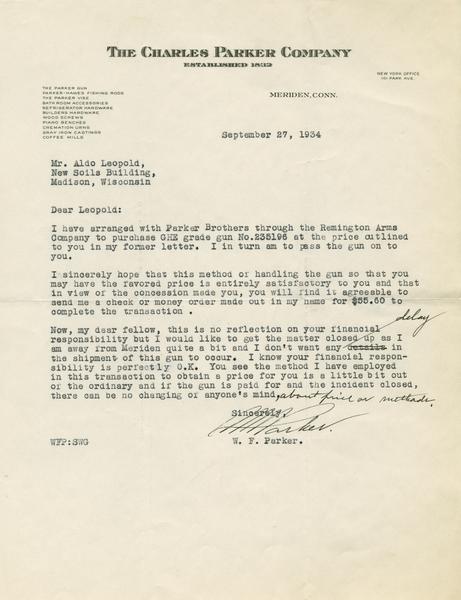 THE CHARLES PARKER COMPANY
ESTABLISHED 1832
NEW YORK OFFICE
101 PARK AVE.
THE PARKER GUN
PARKER-HAWES FISHING RODS
THE PARKER VISE
BATH ROOM ACCESSORIES
REFRIGERATOR HARDWARE
BUILDERS HARDWARE
WOOD SCREWS
PIANO BENCHES
CREMATION URNS
GRAY IRON CASTINGS
COFFEE MILLS
MERIDEN, CONN.
September 27, 1934
Mr. Aldo Leopold,
New Soils Building,
Madison, Wisconsin
Dear Leopold:
I have arranged with Parker Brothers through the Remington Arms
Company to purchase GHE grade gun No.235196 at the price outlined
to you in my former letter. I in turn am to pass the gun on to
you.
I sincerely hope that this method of handling the gun so that you
may have the favored price is entirely satisfactory to you and that
in view of the concession made you, you will find it agreeable to
send me a check or money order made out in my name for $55.60 to
complete the transaction .
delay
Now, my dear fellow, this is no reflection on your financial
responsibility but I would like to get the matter closed up as I
am away from Meriden quite a bit and I don't want any details in
the shipment of this gun to occur. I know your financial respon-
sibility is perfectly O.K. You see the method I have employed
in this transaction to obtain a price for you is a little bit out
of the ordinary and if the gun is paid for and the incident closed,
there can be no changing of anyone's mind, about price or methods.
Sincerely,
W F Parker.
WFP:SWG
W. F. Parker.